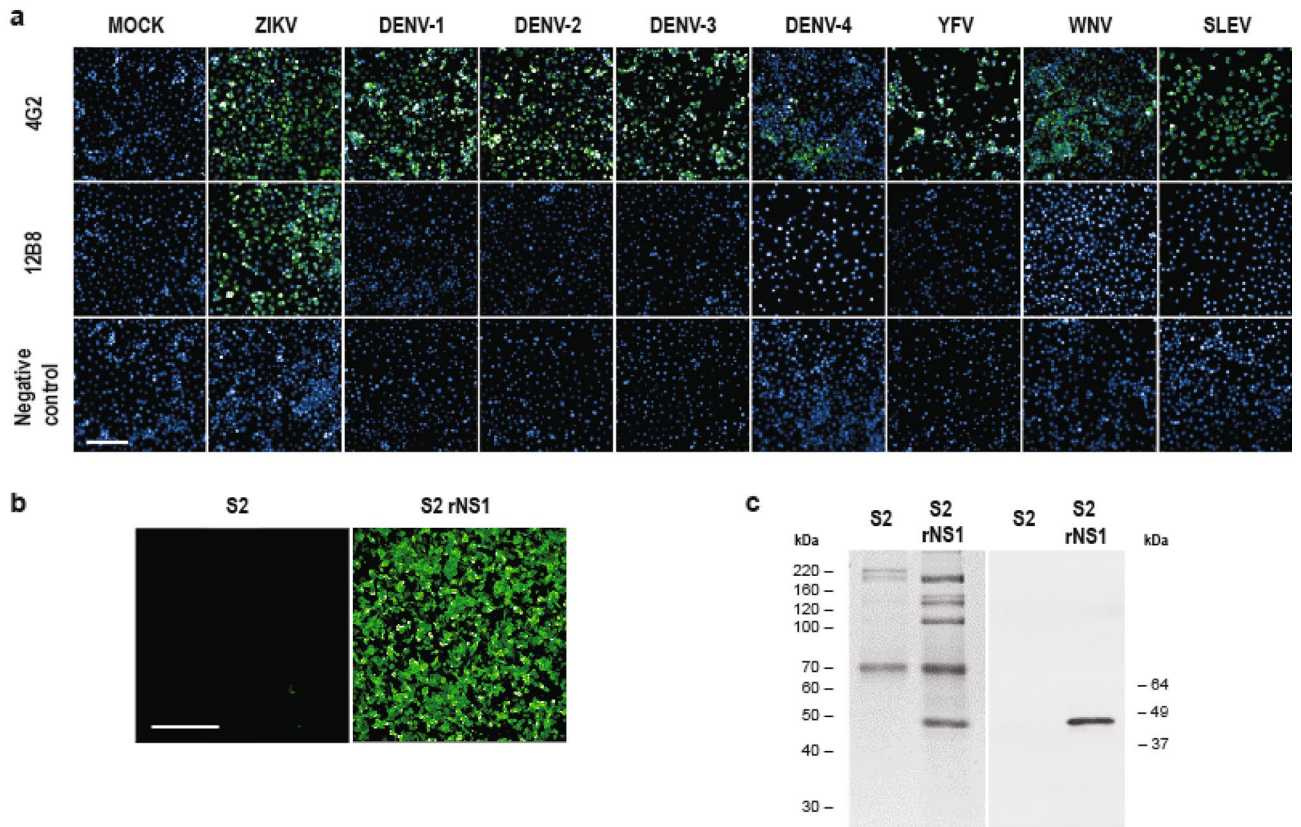 a
MOCK ZIKV DENV-1 DENV-2 DENV-3 DENV-4 YFV WNV SLEV
4G2
12B8
Negative
control
b
S2 S2 rNS1
c
S2 S2
rNS1
S2 S2
rNS1
kDa
220 –
160 –
120 –
100 –
70 –
60 –
50 –
40 –
30 –
kDa
– 64
– 49
– 37